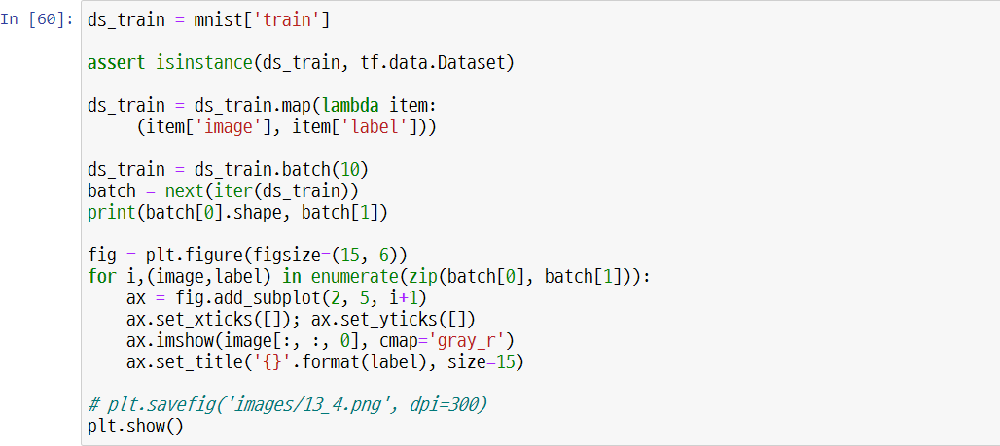 In [60]: ds_train = mnist['train']
assert isinstance(ds_train, tf.data.Dataset)
ds_train = ds_train.map(lambda item:
     (item['image'], item['label']))
ds_train = ds_train.batch(10)
batch = next(iter(ds_train))
print(batch[0].shape, batch[1])
fig = plt.figure(figsize=(15, 6))
for i,(image,label) in enumerate(zip(batch[0], batch[1])):
    ax = fig.add_subplot(2, 5, i+1)
    ax.set_xticks([]); ax.set_yticks([])
    ax.imshow(image[:, :, 0], cmap='gray_r')
    ax.set_title('{}'.format(label), size=15)
# plt.savefig('images/13_4.png', dpi=300)
plt.show()